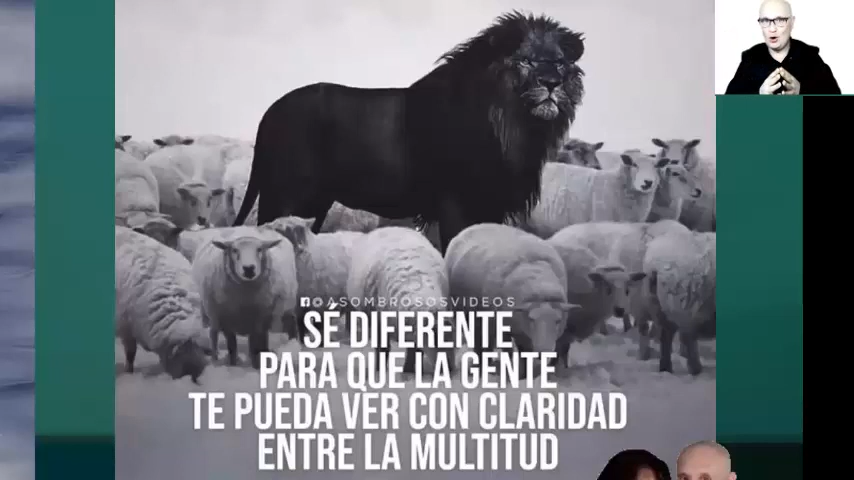 @ASOMBROSOSVIDEOS
SÉ DIFERENTE
PARA QUE LA GENTE
TE PUEDA VER CON CLARIDAD
ENTRE LA MULTITUD